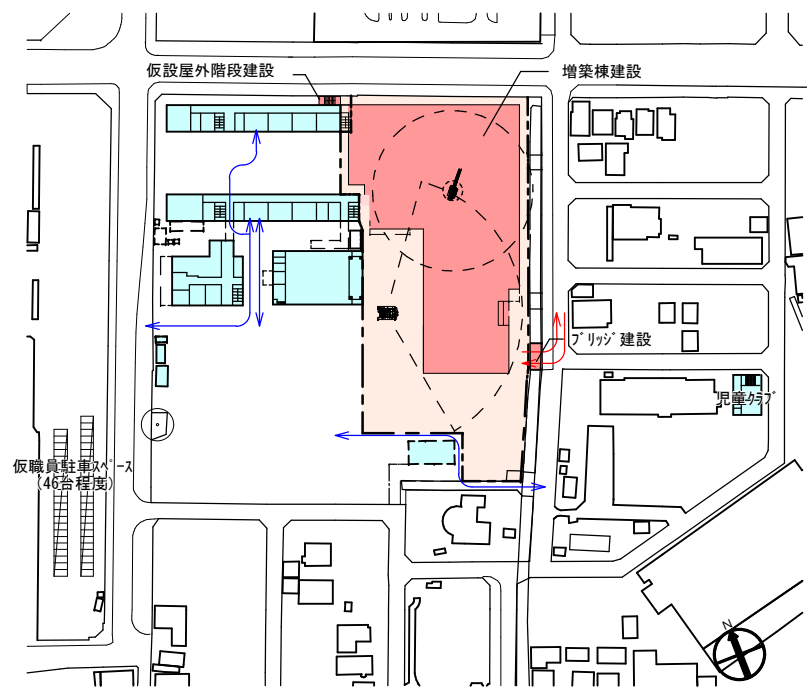 仮設屋外階段建設
増築棟建設
ﾌﾞﾘｯｼﾞ建設
児童ｸﾗﾌﾞ
仮職員駐車ｽﾍﾟｰｽ
(46台程度)
N